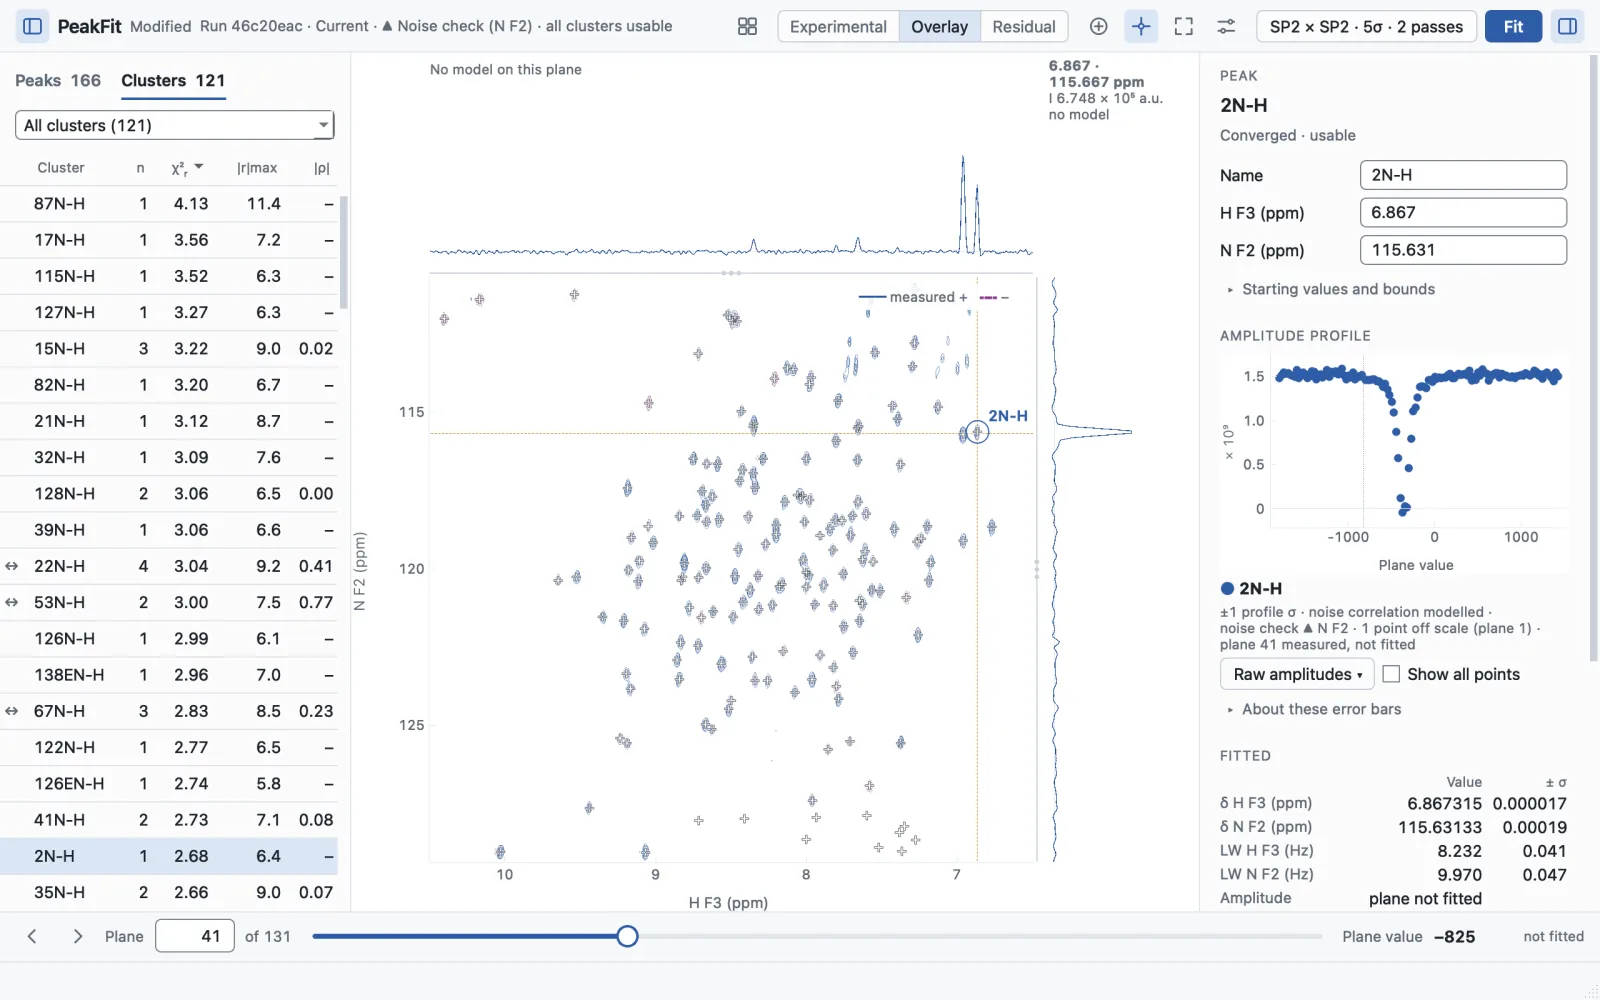 PeakFit Modified Run 46c20eac · Current · ▲ Noise check (N F2) · all clusters usable
Experimental Overlay Residual
SP2 × SP2 · 5σ · 2 passes
Fit
Peaks 166 Clusters 121
All clusters (121)
Cluster n χ²r |r|max |ρ|
87N-H 1 4.13 11.4 –
17N-H 1 3.56 7.2 –
115N-H 1 3.52 6.3 –
127N-H 1 3.27 6.3 –
15N-H 3 3.22 9.0 0.02
82N-H 1 3.20 6.7 –
21N-H 1 3.12 8.7 –
32N-H 1 3.09 7.6 –
128N-H 2 3.06 6.5 0.00
39N-H 1 3.06 6.6 –
↔ 22N-H 4 3.04 9.2 0.41
↔ 53N-H 2 3.00 7.5 0.77
126N-H 1 2.99 6.1 –
138EN-H 1 2.96 7.0 –
↔ 67N-H 3 2.83 8.5 0.23
122N-H 1 2.77 6.5 –
126EN-H 1 2.74 5.8 –
41N-H 2 2.73 7.1 0.08
2N-H 1 2.68 6.4 –
35N-H 2 2.66 9.0 0.07
No model on this plane
6.867 ·
115.667 ppm
I 6.748 × 10⁶ a.u.
no model
measured + –
2N-H
115
120
125
N F2 (ppm)
10 9 8 7
H F3 (ppm)
PEAK
2N-H
Converged · usable
Name 2N-H
H F3 (ppm) 6.867
N F2 (ppm) 115.631
▸ Starting values and bounds
AMPLITUDE PROFILE
1.5
1.0
0.5
0
× 10⁹
-1000 0 1000
Plane value
2N-H
±1 profile σ · noise correlation modelled ·
noise check ▲ N F2 · 1 point off scale (plane 1) ·
plane 41 measured, not fitted
Raw amplitudes ▾ Show all points
▸ About these error bars
FITTED
Value ± σ
δ H F3 (ppm) 6.867315 0.000017
δ N F2 (ppm) 115.63133 0.00019
LW H F3 (Hz) 8.232 0.041
LW N F2 (Hz) 9.970 0.047
Amplitude plane not fitted
Plane 41 of 131
Plane value −825 not fitted